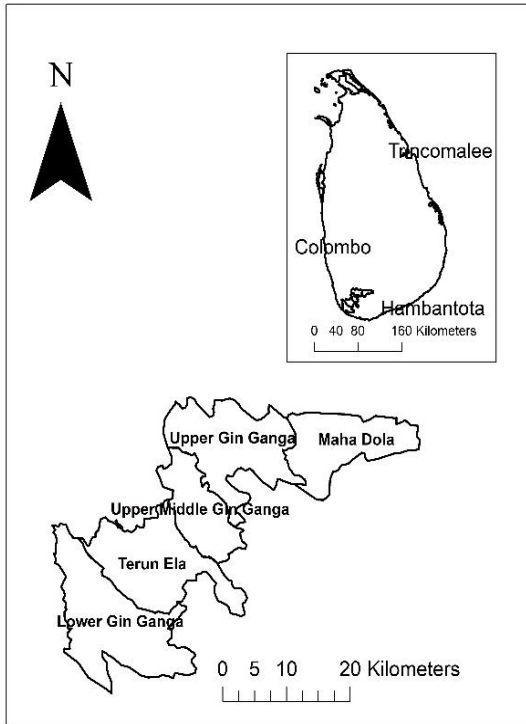 N
Trincomalee
Colombo
Hambantota
0 40 80 160 Kilometers
Upper Gin Ganga
Maha Dola
Upper Middle Gin Ganga
Terun Ela
Lower Gin Ganga
0 5 10 20 Kilometers